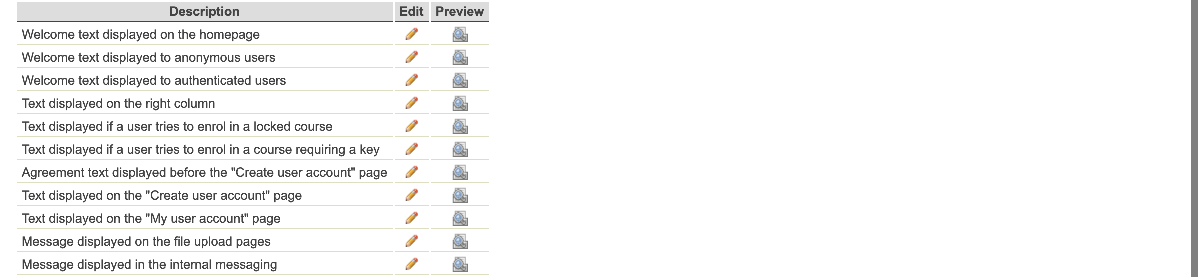 Description Edit Preview
Welcome text displayed on the homepage
Welcome text displayed to anonymous users
Welcome text displayed to authenticated users
Text displayed on the right column
Text displayed if a user tries to enrol in a locked course
Text displayed if a user tries to enrol in a course requiring a key
Agreement text displayed before the "Create user account" page
Text displayed on the "Create user account" page
Text displayed on the "My user account" page
Message displayed on the file upload pages
Message displayed in the internal messaging